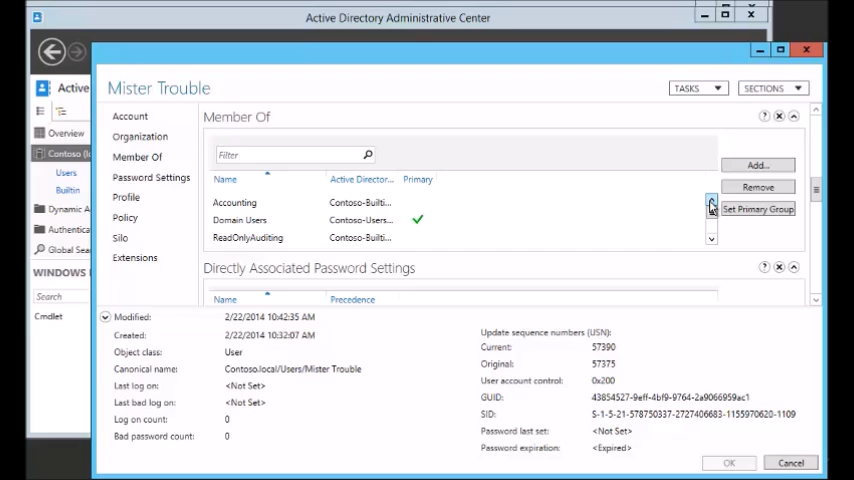 Active Directory Administrative Center
Active
Overview
Contoso (l
Users
Builtin
Dynamic A
Authentica
Global Sea
WINDOWS
Search
Cmdlet
Mister Trouble
TASKS
SECTIONS
Account
Organization
Member Of
Password Settings
Profile
Policy
Silo
Extensions
Member Of
Filter
Name Active Director... Primary
Accounting Contoso-Builti...
Domain Users Contoso-Users...
ReadOnlyAuditing Contoso-Builti...
Add...
Remove
Set Primary Group
Directly Associated Password Settings
Name Precedence
Modified: 2/22/2014 10:42:35 AM
Created: 2/22/2014 10:32:07 AM
Object class: User
Canonical name: Contoso.local/Users/Mister Trouble
Last log on: <Not Set>
Last bad log on: <Not Set>
Log on count: 0
Bad password count: 0
Update sequence numbers (USN):
Current: 57390
Original: 57375
User account control: 0x200
GUID: 43854527-9eff-4bf9-9764-2a9066959ac1
SID: S-1-5-21-578750337-2727406683-1155970620-1109
Password last set: <Not Set>
Password expiration: <Expired>
OK
Cancel